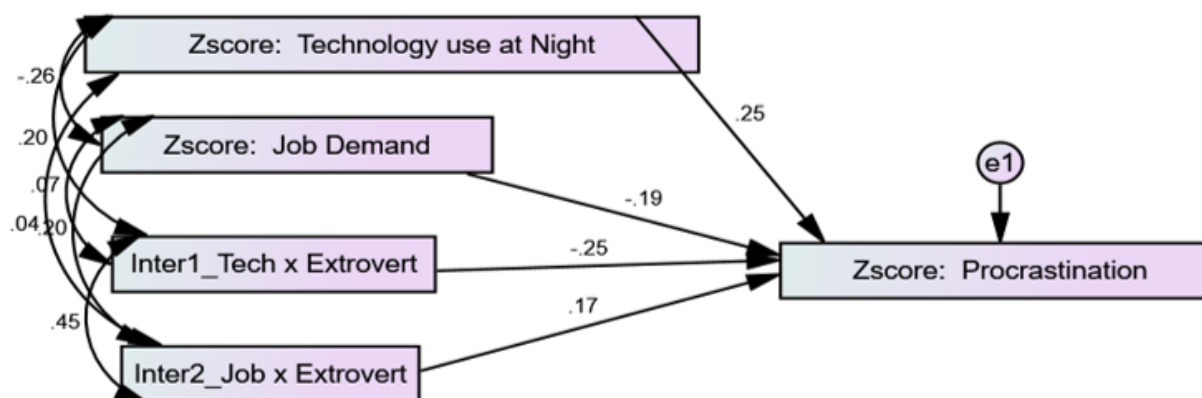 Zscore: Technology use at Night
-.26
.25
Zscore: Job Demand
.20
e1
.07
-.19
.04
.20
-.25
Inter1_Tech x Extrovert
Zscore: Procrastination
.17
.45
Inter2_Job x Extrovert